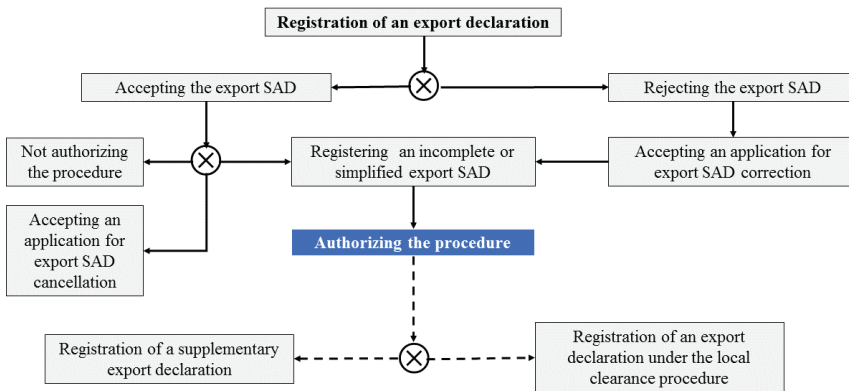 Registration of an export declaration
Accepting the export SAD
Rejecting the export SAD
Not authorizing
the procedure
Registering an incomplete or
simplified export SAD
Accepting an application for
export SAD correction
Accepting an
application for
export SAD
cancellation
Authorizing the procedure
Registration of a supplementary
export declaration
Registration of an export
declaration under the local
clearance procedure